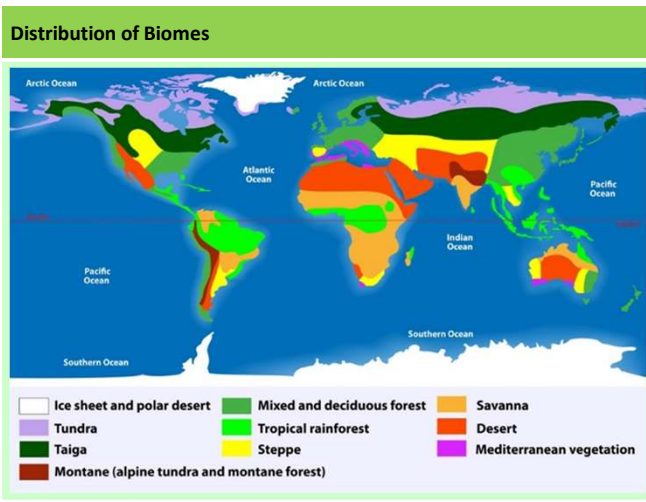 Distribution of Biomes
Arctic Ocean
Arctic Ocean
Atlantic
Ocean
Pacific
Ocean
Indian
Ocean
Pacific
Ocean
Southern Ocean
Southern Ocean
Ice sheet and polar desert
Mixed and deciduous forest
Savanna
Tundra
Tropical rainforest
Desert
Taiga
Steppe
Mediterranean vegetation
Montane (alpine tundra and montane forest)